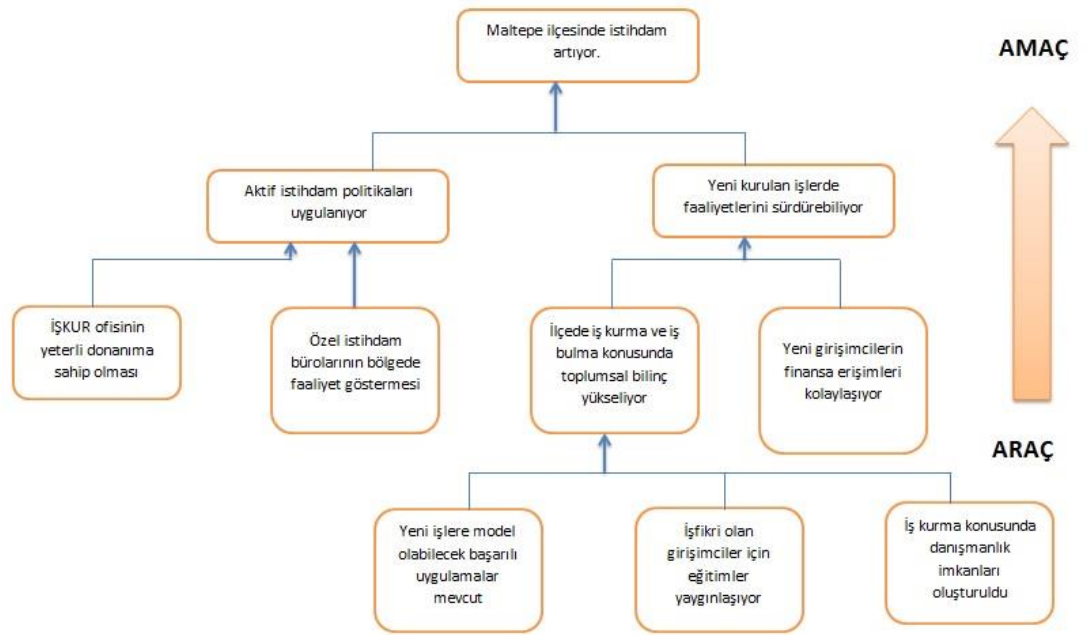 Maltepe ilçesinde istihdam
artıyor.
AMAÇ
Aktif istihdam politikaları
uygulanıyor
Yeni kurulan işlerde
faaliyetlerini sürdürebiliyor
İŞKUR ofisinin
yeterli donanıma
sahip olması
Özel istihdam
bürolarının bölgede
faaliyet göstermesi
İlçede iş kurma ve iş
bulma konusunda
toplumsal bilinç
yükseliyor
Yeni girişimcilerin
finansa erişimleri
kolaylaşıyor
ARAÇ
Yeni işlere model
olabilecek başarılı
uygulamalar
mevcut
İşfikri olan
girişimciler için
eğitimler
yaygınlaşıyor
İş kurma konusunda
danışmanlık
imkanları
oluşturuldu